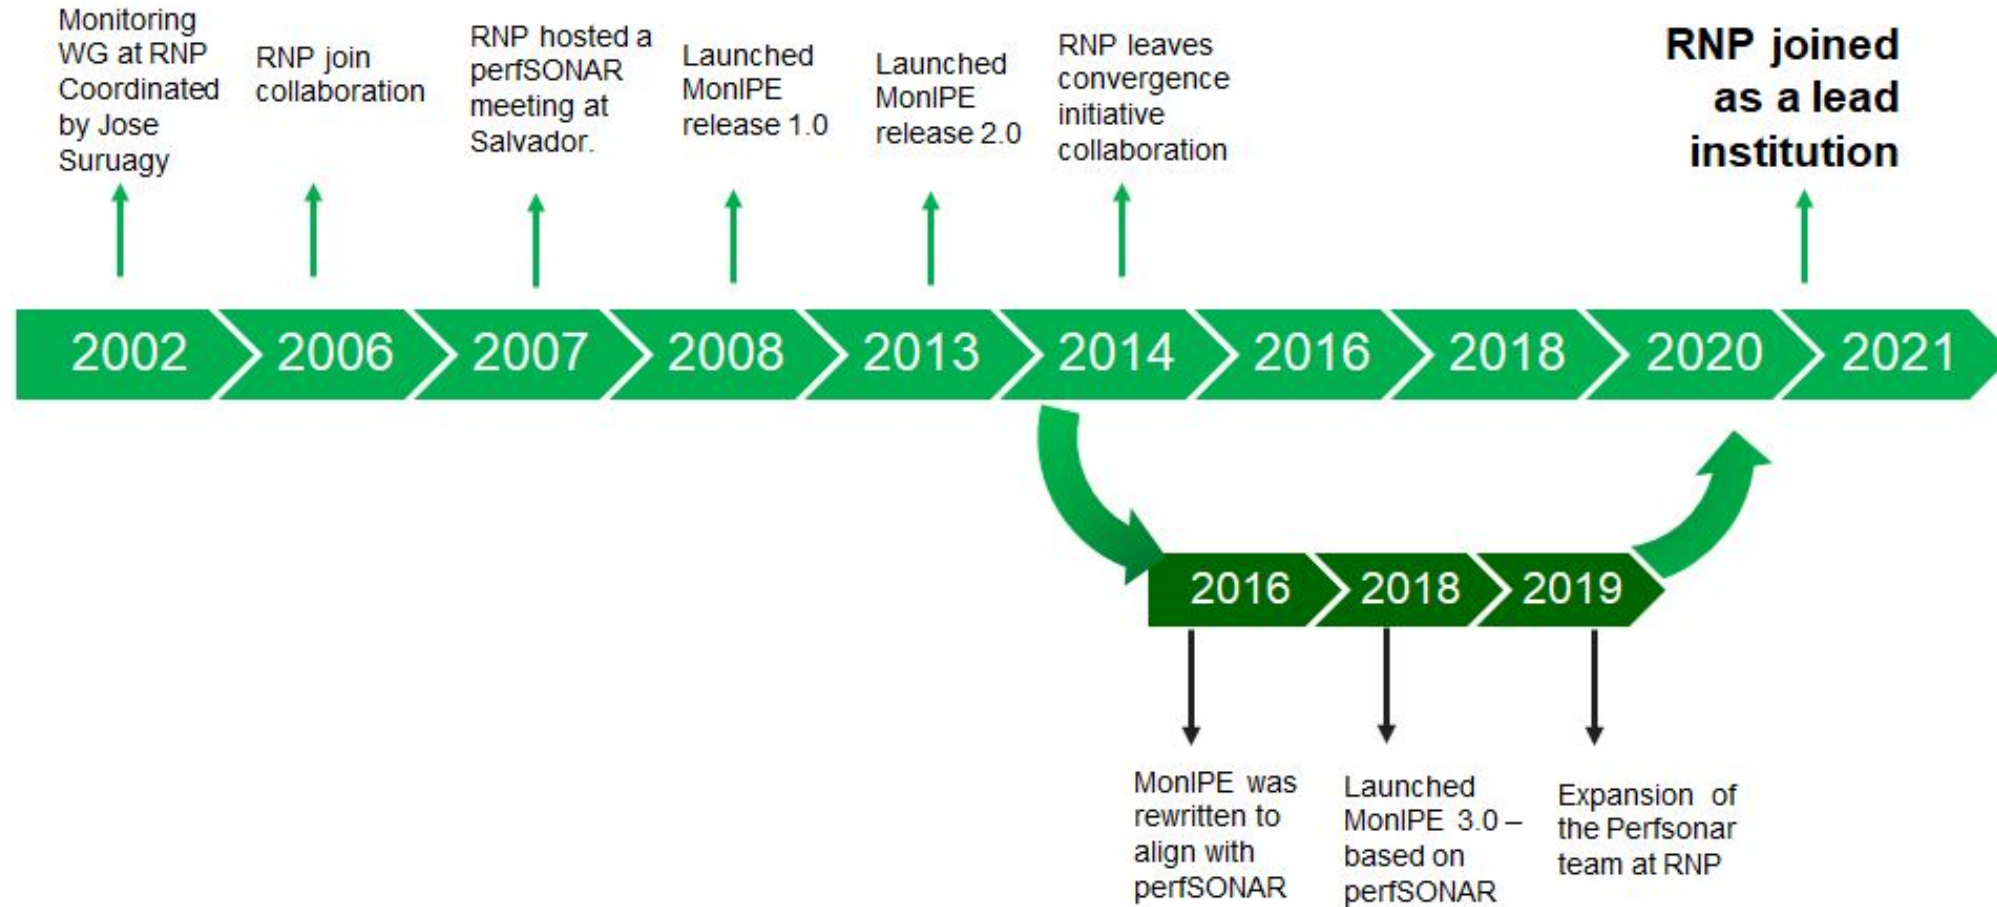 Monitoring
WG at RNP
Coordinated
by Jose
Suruagy
RNP join
collaboration
RNP hosted a
perfSONAR
meeting at
Salvador.
Launched
MonIPE
release 1.0
Launched
MonIPE
release 2.0
RNP leaves
convergence
initiative
collaboration
RNP joined
as a lead
institution
2002
2006
2007
2008
2013
2014
2016
2018
2020
2021
2016
2018
2019
MonIPE was
rewritten to
align with
perfSONAR
Launched
MonIPE 3.0 –
based on
perfSONAR
Expansion of
the Perfsonar
team at RNP